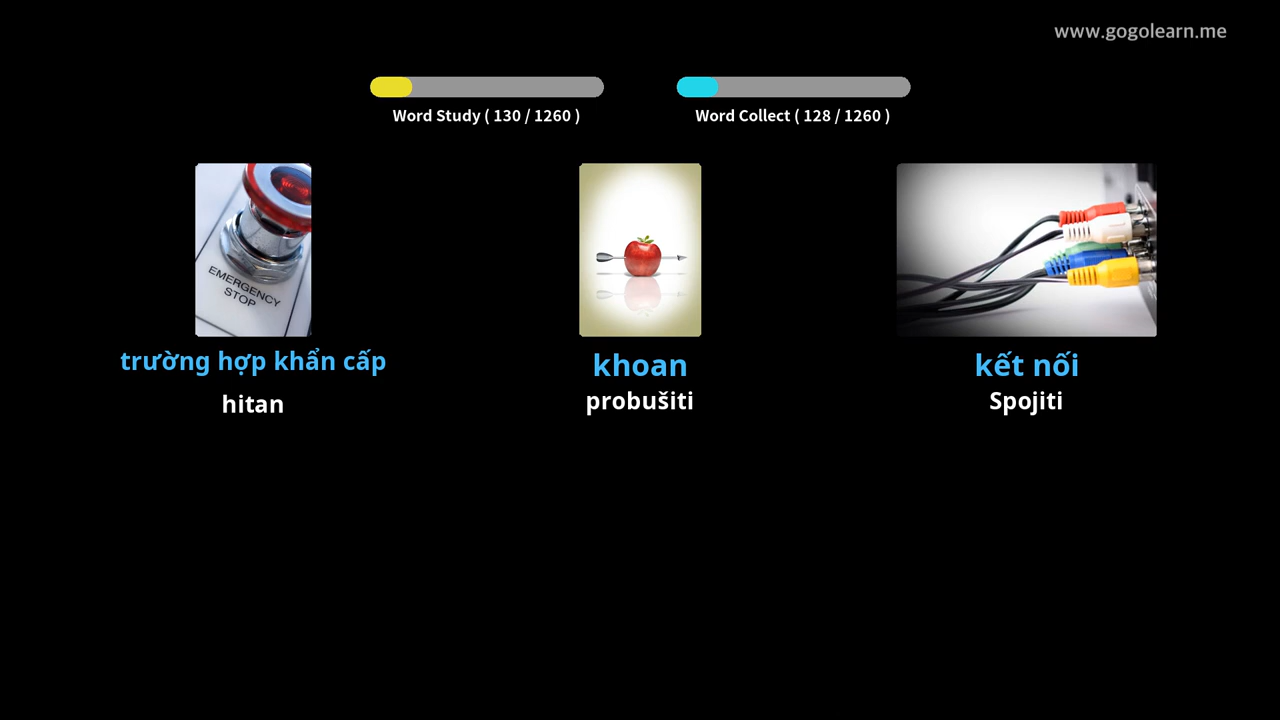 www.gogolearn.me
Word Study ( 130 / 1260 )
Word Collect ( 128 / 1260 )
EMERGENCY
STOP
trường hợp khẩn cấp
hitan
khoan
probušiti
kết nối
Spojiti